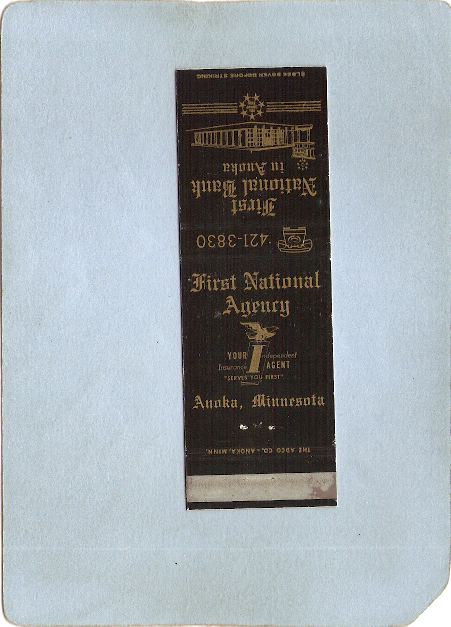 CLOSE COVER BEFORE STRIKING
First
National Bank
in Anoka
421-3830
First National
Agency
YOUR Independent
Insurance AGENT
"SERVES YOU FIRST"
Anoka, Minnesota
THE ADCO CO.-ANOKA, MINN.